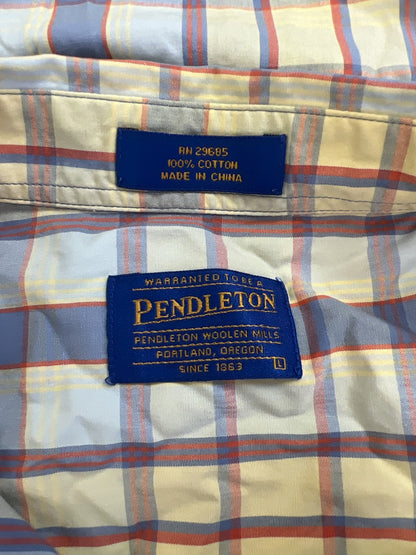 RN 29685
100% COTTON
MADE IN CHINA
WARRANTED TO BE A
PENDLETON
PENDLETON WOOLEN MILLS
PORTLAND, OREGON
SINCE 1863
L